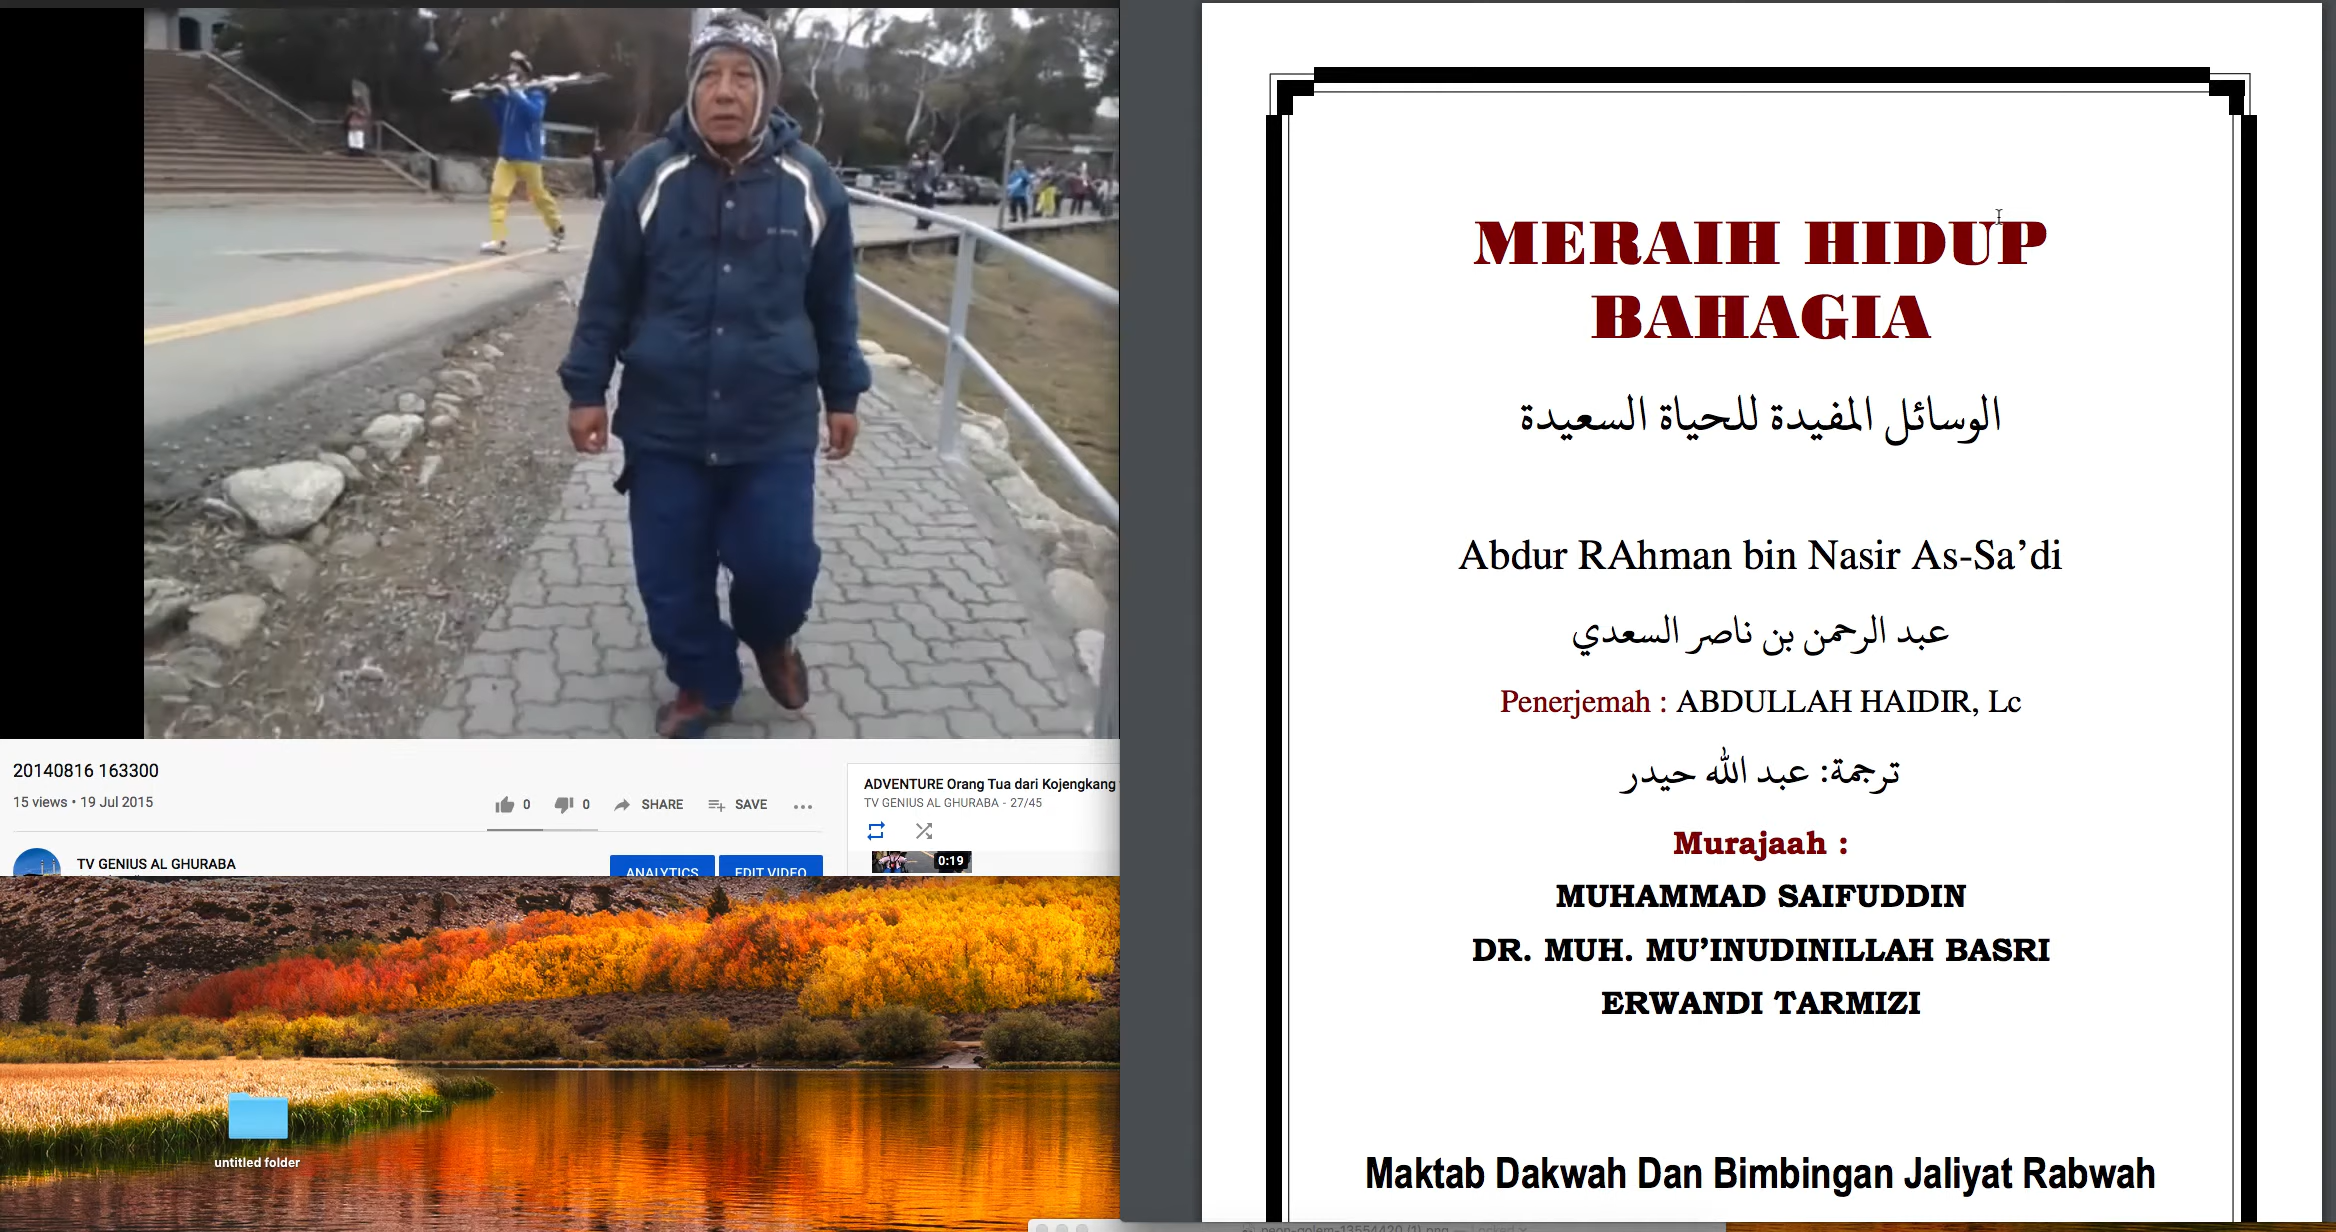 20140816 163300
15 views • 19 Jul 2015
0
0
SHARE
SAVE
TV GENIUS AL GHURABA
ANALYTICS
EDIT VIDEO
ADVENTURE Orang Tua dari Kojengkang
TV GENIUS AL GHURABA - 27/45
0:19
untitled folder
MERAIH HIDUP
BAHAGIA
الوسائل المفيدة للحياة السعيدة
Abdur RAhman bin Nasir As-Sa’di
عبد الرحمن بن ناصر السعدي
Penerjemah : ABDULLAH HAIDIR, Lc
ترجمة: عبد الله حيدر
Murajaah :
MUHAMMAD SAIFUDDIN
DR. MUH. MU’INUDINILLAH BASRI
ERWANDI TARMIZI
Maktab Dakwah Dan Bimbingan Jaliyat Rabwah